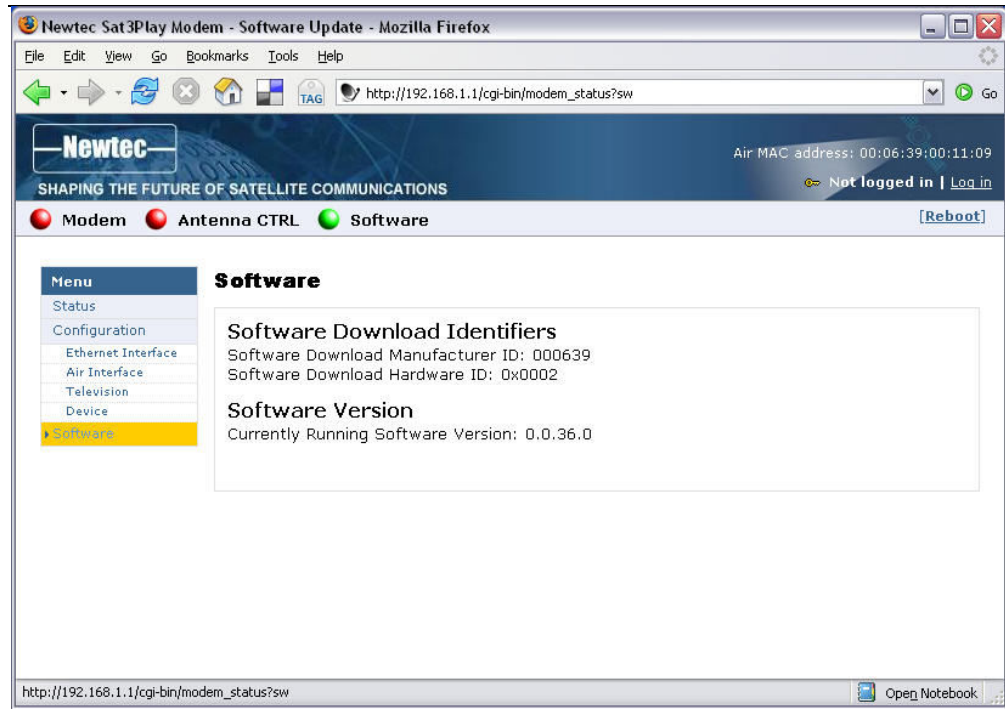 Newtec Sat3Play Modem - Software Update - Mozilla Firefox
File Edit View Go Bookmarks Tools Help
TAG http://192.168.1.1/cgi-bin/modem_status?sw Go
Newtec
Air MAC address: 00:06:39:00:11:09
SHAPING THE FUTURE OF SATELLITE COMMUNICATIONS
Not logged in | Log in
Modem Antenna CTRL Software [Reboot]
Menu
Status
Configuration
Ethernet Interface
Air Interface
Television
Device
Software
Software
Software Download Identifiers
Software Download Manufacturer ID: 000639
Software Download Hardware ID: 0x0002
Software Version
Currently Running Software Version: 0.0.36.0
http://192.168.1.1/cgi-bin/modem_status?sw
Open Notebook